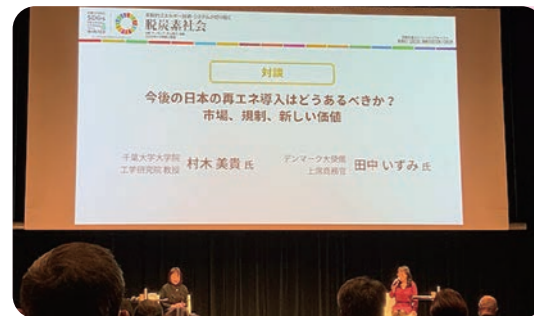 脱炭素社会
対談
今後の日本の再エネ導入はどうあるべきか？
市場、規制、新しい価値
千葉大学大学院
工学研究院 教授 村木 美貴 氏
デンマーク大使館
上席商務官 田中 いずみ 氏